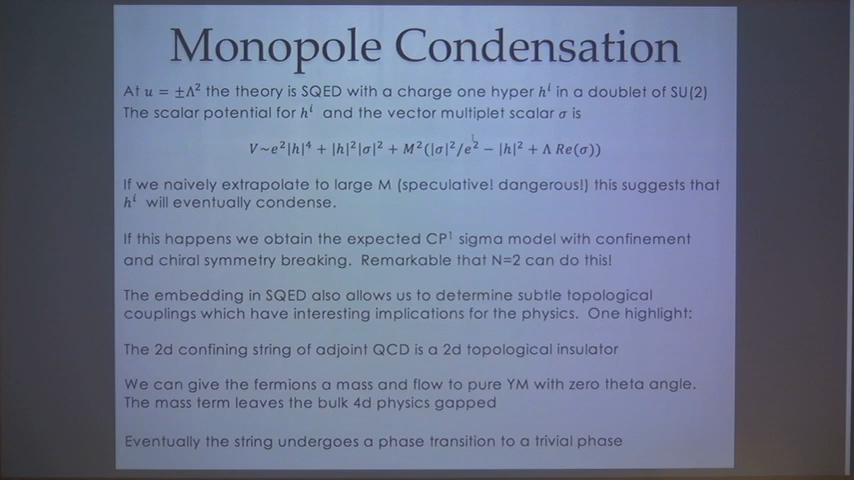 Monopole Condensation
At u = ±Λ² the theory is SQED with a charge one hyper hⁱ in a doublet of SU(2)
The scalar potential for hⁱ and the vector multiplet scalar σ is
V~e²|h|⁴ + |h|²|σ|² + M²(|σ|²/e² − |h|² + Λ Re(σ))
If we naively extrapolate to large M (speculative! dangerous!) this suggests that
hⁱ will eventually condense.
If this happens we obtain the expected CP¹ sigma model with confinement
and chiral symmetry breaking. Remarkable that N=2 can do this!
The embedding in SQED also allows us to determine subtle topological
couplings which have interesting implications for the physics. One highlight:
The 2d confining string of adjoint QCD is a 2d topological insulator
We can give the fermions a mass and flow to pure YM with zero theta angle.
The mass term leaves the bulk 4d physics gapped
Eventually the string undergoes a phase transition to a trivial phase